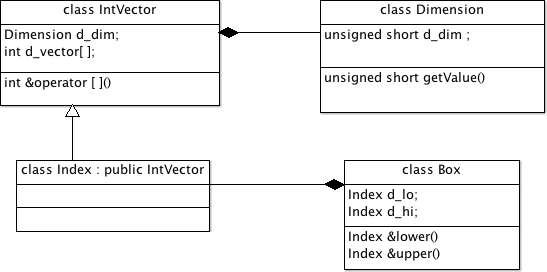 class IntVector
Dimension d_dim;
int d_vector[ ];
int &operator [ ]()
class Dimension
unsigned short d_dim ;
unsigned short getValue()
class Index : public IntVector
class Box
Index d_lo;
Index d_hi;
Index &lower()
Index &upper()